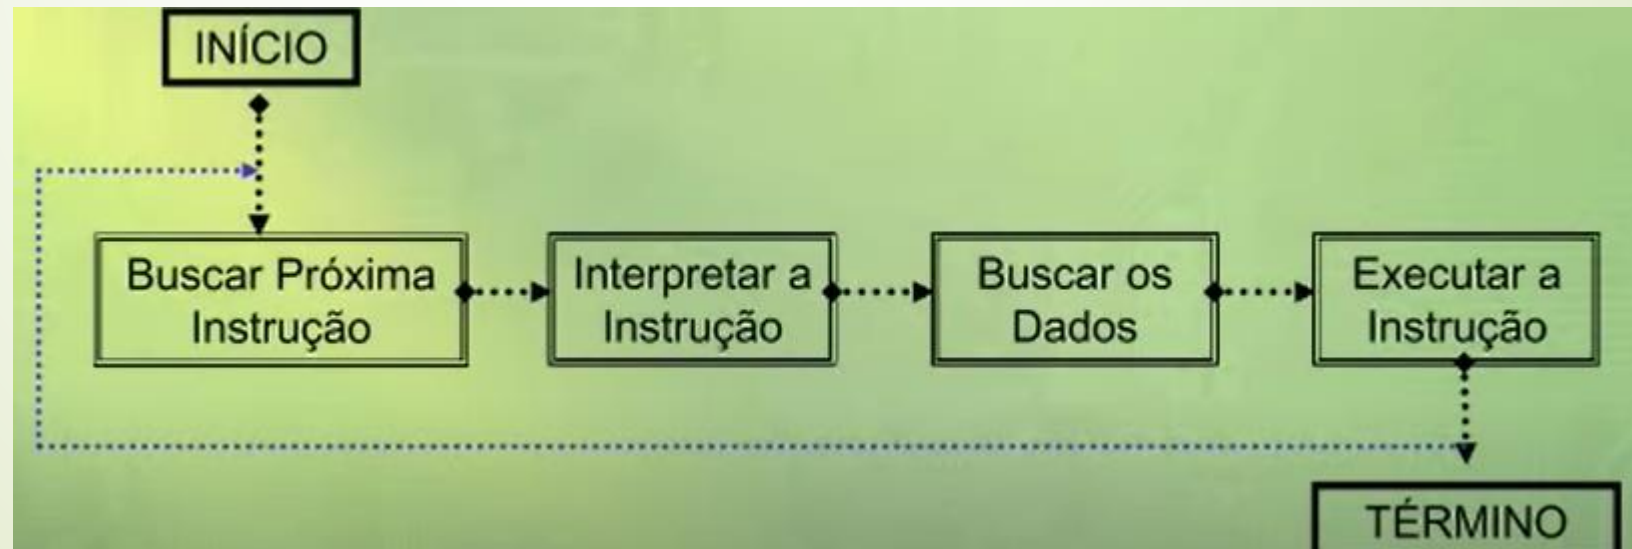 INÍCIO
Buscar Próxima
Instrução
Interpretar a
Instrução
Buscar os
Dados
Executar a
Instrução
TÉRMINO